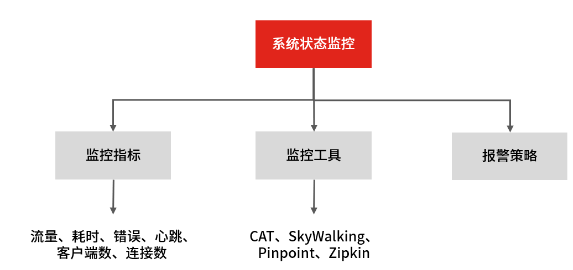 系统状态监控
监控指标
监控工具
报警策略
流量、耗时、错误、心跳、
客户端数、连接数
CAT、SkyWalking、
Pinpoint、Zipkin